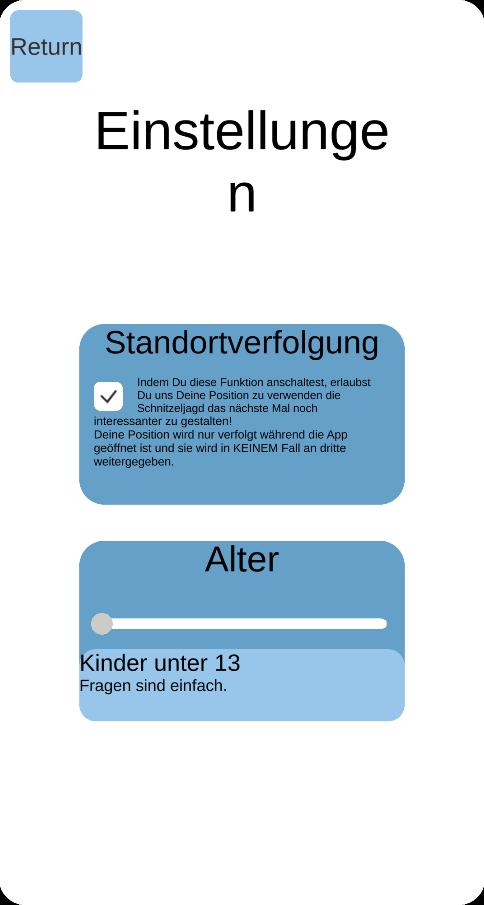 Return
Einstellunge
n
Standortverfolgung
Indem Du diese Funktion anschaltest, erlaubst
Du uns Deine Position zu verwenden die
Schnitzeljagd das nächste Mal noch
interessanter zu gestalten!
Deine Position wird nur verfolgt während die App
geöffnet ist und sie wird in KEINEM Fall an dritte
weitergegeben.
Alter
Kinder unter 13
Fragen sind einfach.